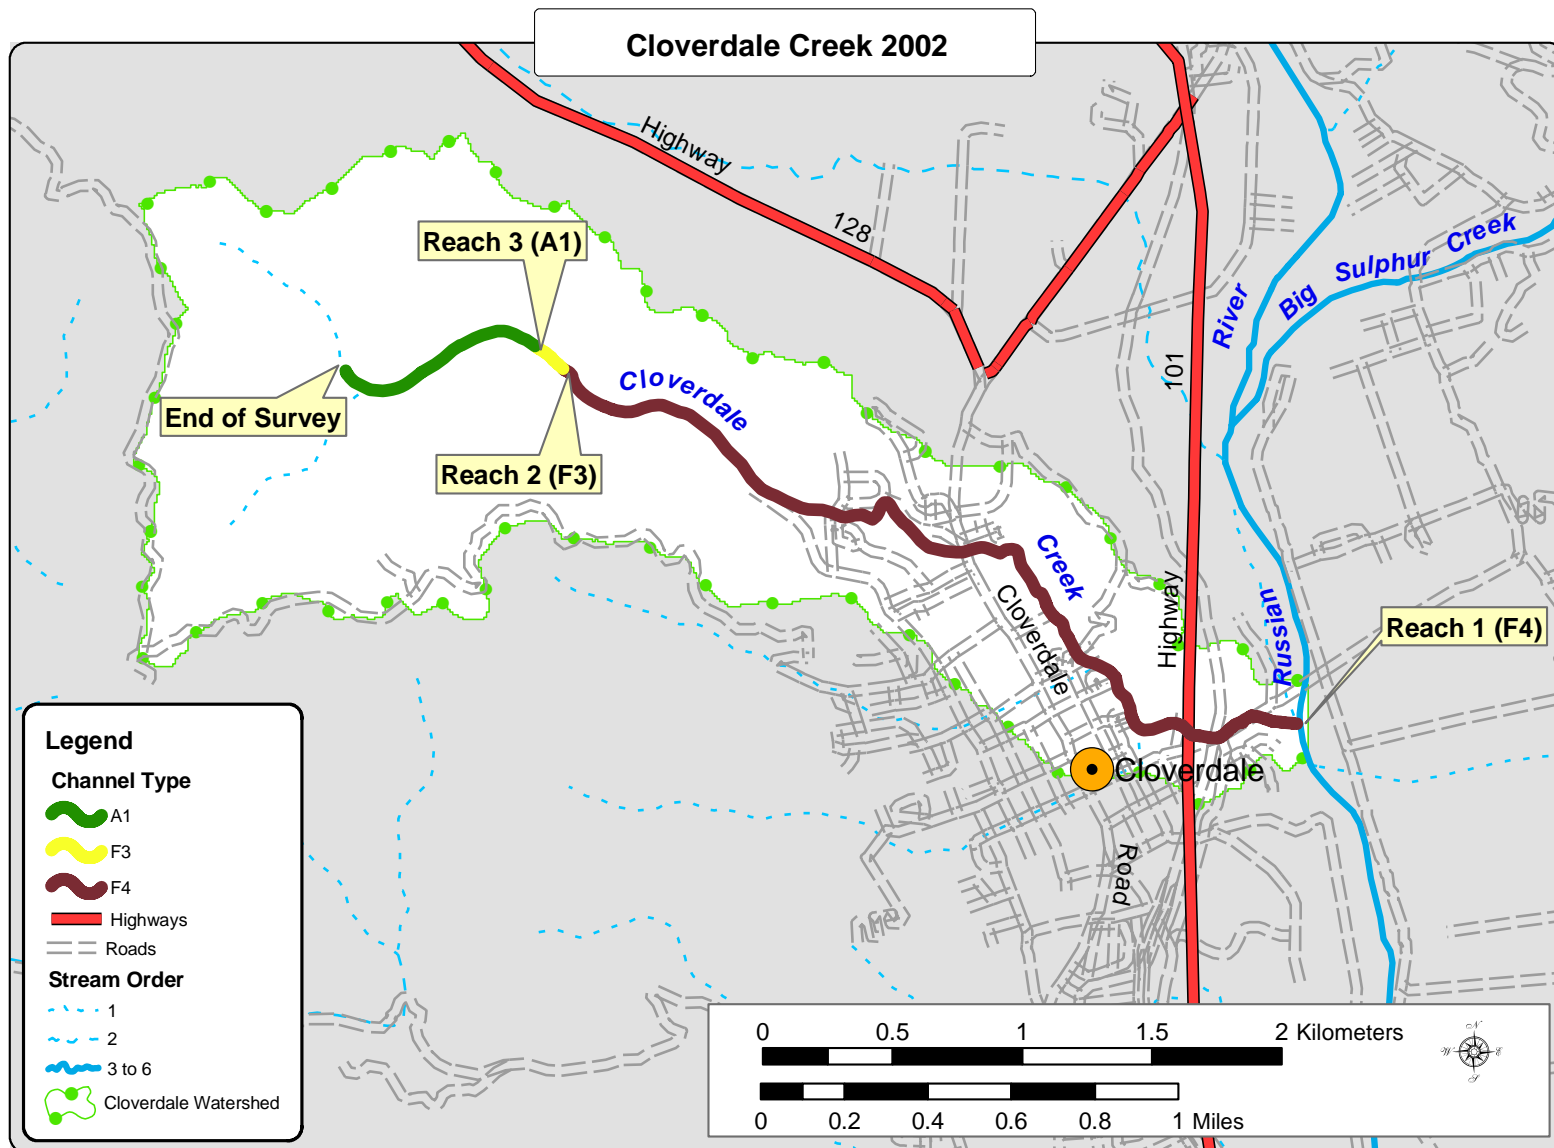 Cloverdale Creek 2002
Highway
128
Reach 3 (A1)
River
Big Sulphur Creek
101
Cloverdale
End of Survey
Reach 2 (F3)
Creek
Cloverdale
Highway
Russian
Reach 1 (F4)
Cloverdale
Road
Legend
Channel Type
A1
F3
F4
Highways
Roads
Stream Order
1
2
3 to 6
Cloverdale Watershed
0 0.5 1 1.5 2 Kilometers
0 0.2 0.4 0.6 0.8 1 Miles
N
W E
S